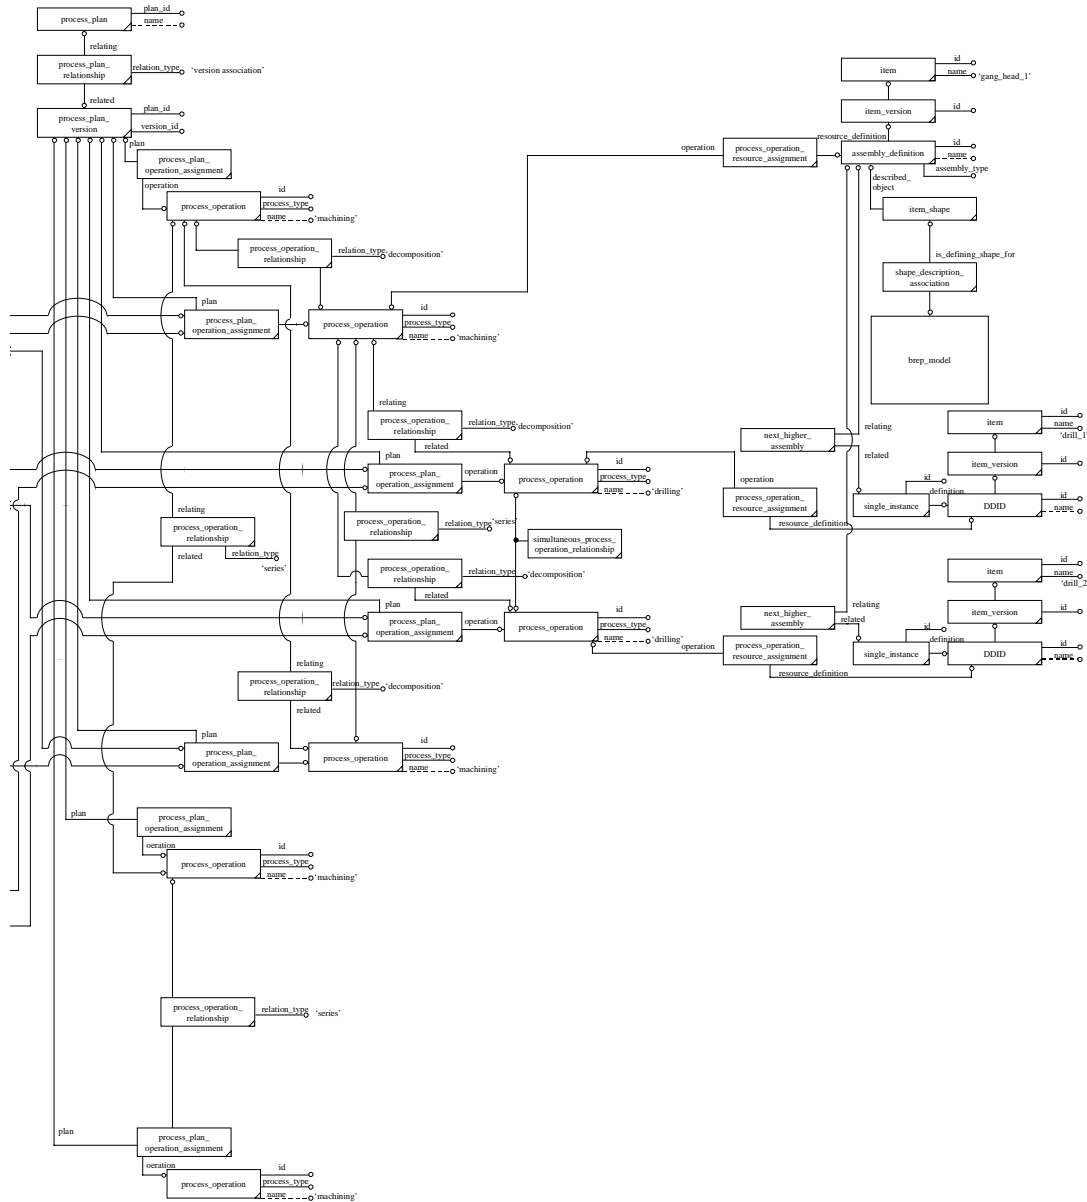 process_plan
plan_id
name
relating
process_plan_
relationship
relation_type
‘version association’
related
process_plan_
version
plan_id
version_id
plan
process_plan_
operation_assignment
operation
process_operation
id
process_type
name
‘machining’
process_operation_
relationship
relation_type
‘decomposition’
item
id
name
‘gang_head_1’
item_version
id
resource_definition
operation
process_operation_
resource_assignment
assembly_definition
id
name
assembly_type
described_
object
item_shape
is_defining_shape_for
shape_description_
association
brep_model
plan
process_plan_
operation_assignment
process_operation
id
process_type
name
‘machining’
relating
process_operation_
relationship
relation_type
‘decomposition’
related
plan
process_plan_
operation_assignment
operation
process_operation
id
process_type
name
‘drilling’
next_higher_
assembly
relating
related
item
id
name
‘drill_1’
item_version
id
operation
process_operation_
resource_assignment
resource_definition
single_instance
id
definition
DDID
id
name
relating
process_operation_
relationship
related
relation_type
‘series’
process_operation_
relationship
relation_type
‘series’
simultaneous_process_
operation_relationship
process_operation_
relationship
relation_type
‘decomposition’
related
plan
process_plan_
operation_assignment
operation
process_operation
id
process_type
name
‘drilling’
operation
process_operation_
resource_assignment
resource_definition
next_higher_
assembly
relating
related
item
id
name
‘drill_2
item_version
id
single_instance
id
definition
DDID
id
name
relating
process_operation_
relationship
relation_type
‘decomposition’
related
plan
process_plan_
operation_assignment
process_operation
id
process_type
name
‘machining’
plan
process_plan_
operation_assignment
oeration
process_operation
id
process_type
name
‘machining’
process_operation_
relationship
relation_type
‘series’
plan
process_plan_
operation_assignment
oeration
process_operation
id
process_type
name
‘machining’